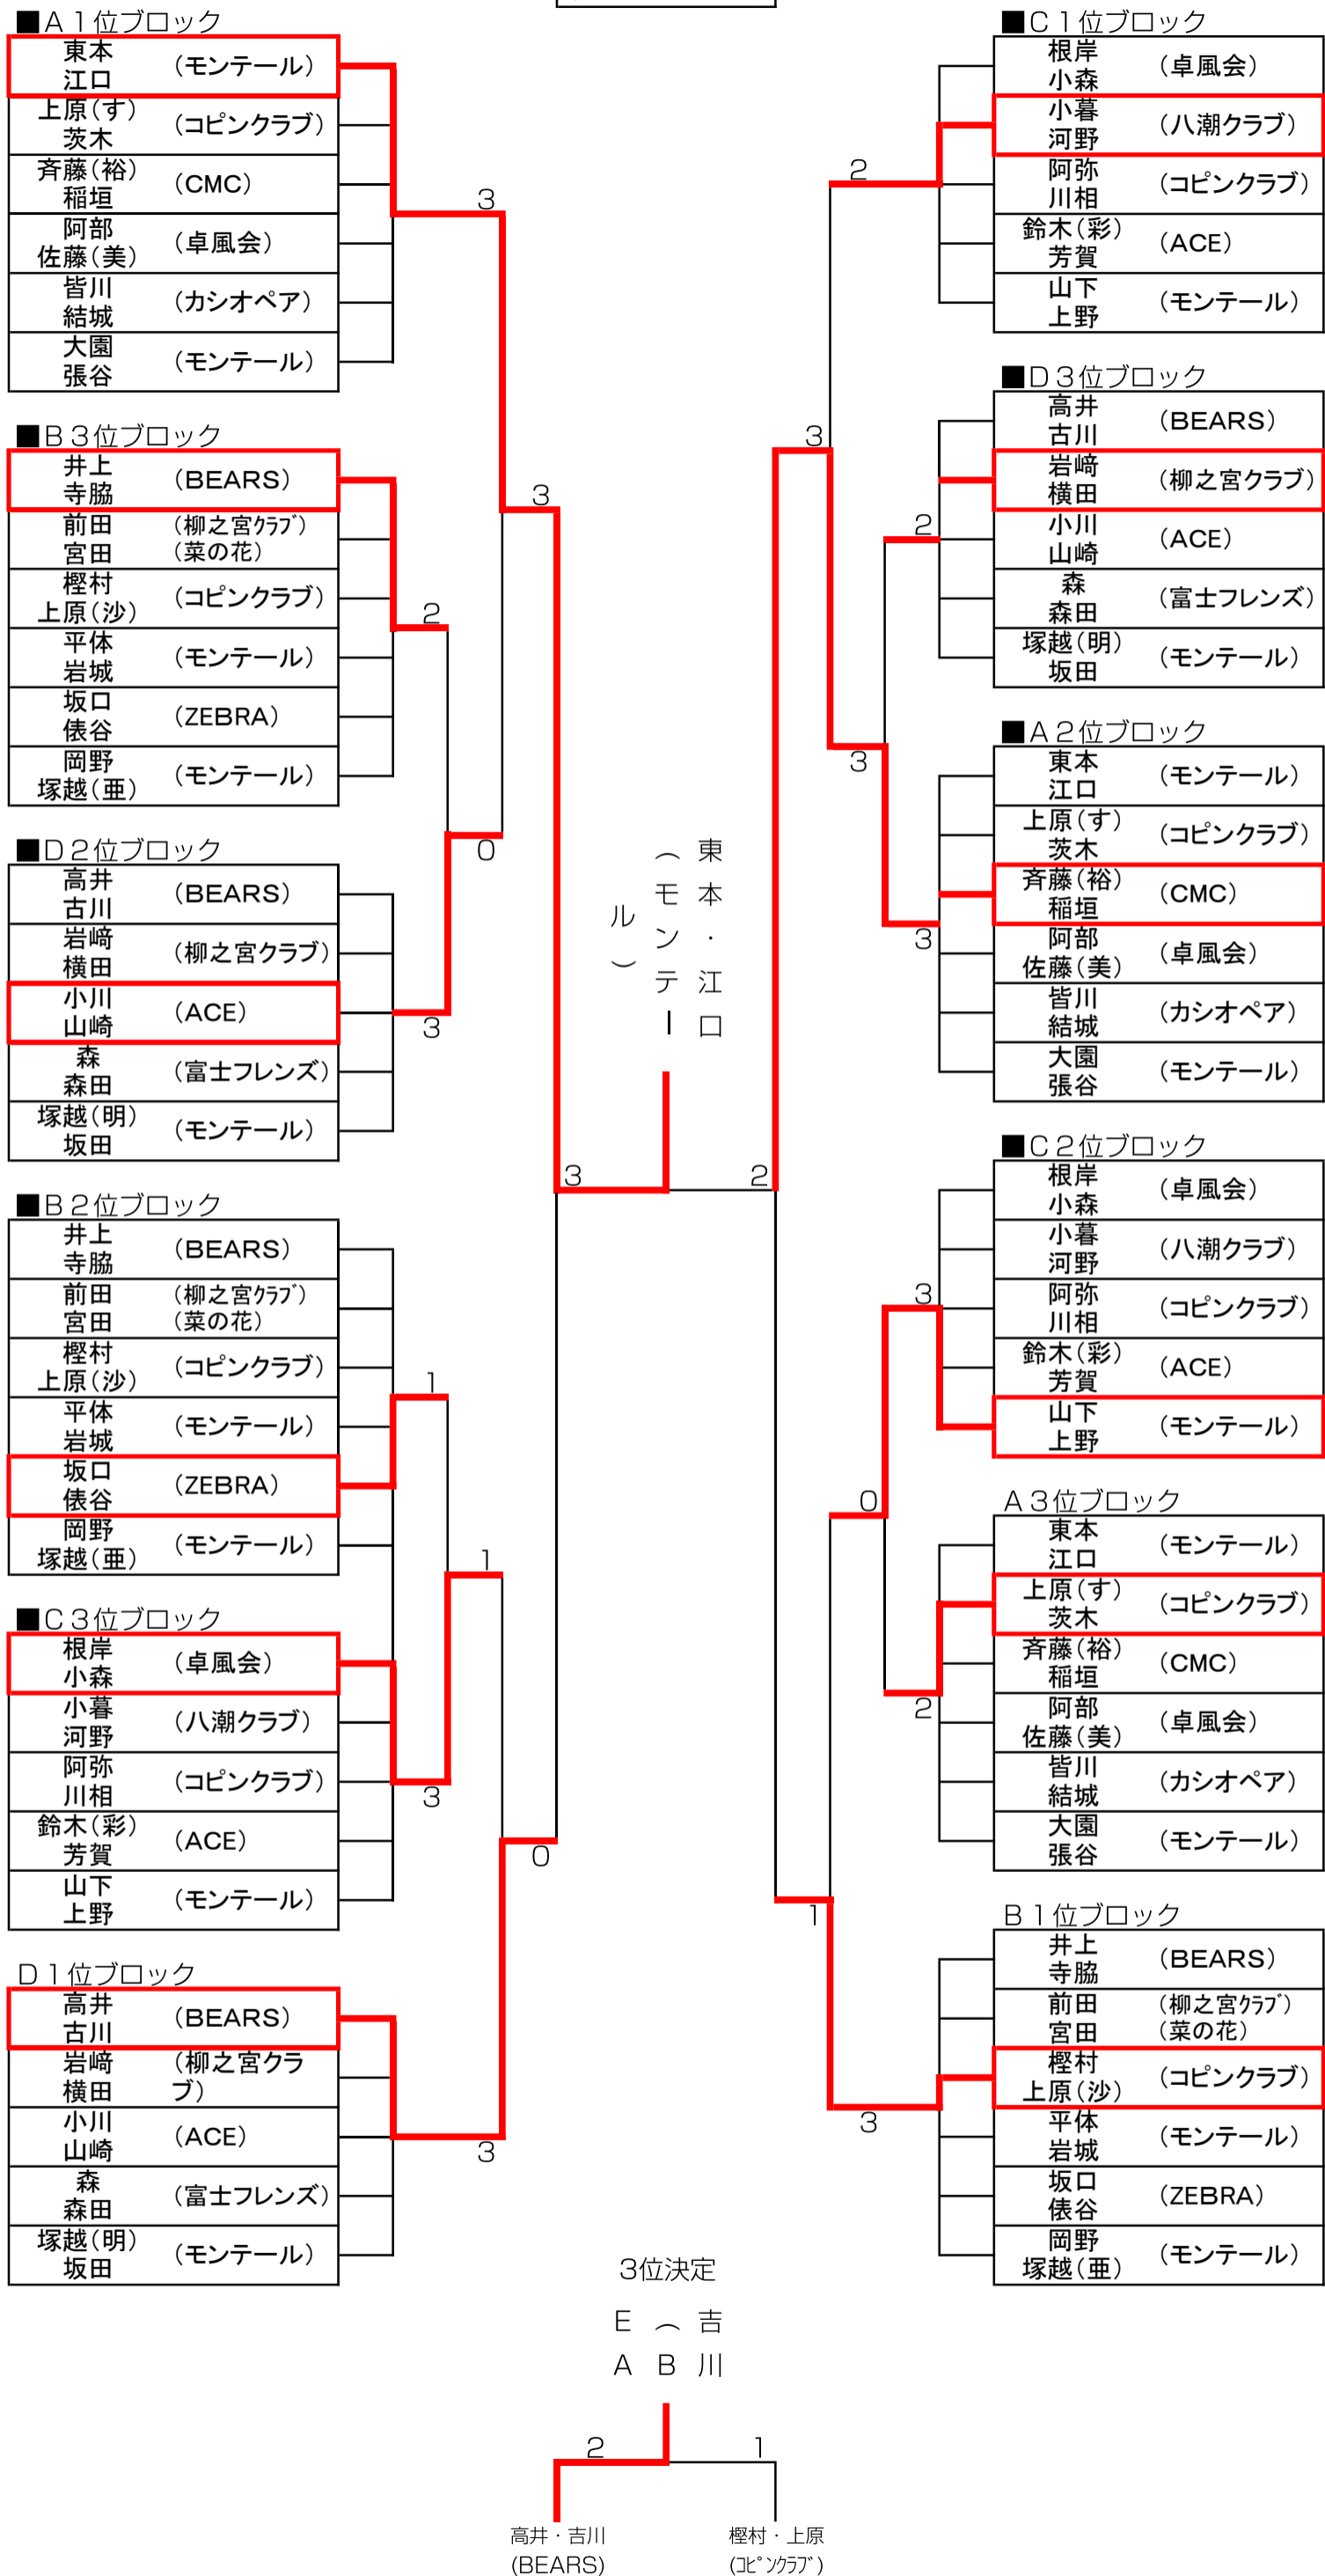 ■A1位ブロック
東本
江口
(モンテール)
上原(す)
茨木
(コピンクラブ)
斉藤(裕)
稲垣
(CMC)
阿部
佐藤(美)
(卓風会)
皆川
結城
(カシオペア)
大園
張谷
(モンテール)
3
■B3位ブロック
井上
寺脇
(BEARS)
前田
宮田
(柳之宮ｸﾗﾌﾞ)
(菜の花)
樫村
上原(沙)
(コピンクラブ)
平体
岩城
(モンテール)
坂口
俵谷
(ZEBRA)
岡野
塚越(亜)
(モンテール)
2
3
■D2位ブロック
高井
古川
(BEARS)
岩﨑
横田
(柳之宮クラブ)
小川
山崎
(ACE)
森
森田
(富士フレンズ)
塚越(明)
坂田
(モンテール)
0
3
■B2位ブロック
井上
寺脇
(BEARS)
前田
宮田
(柳之宮ｸﾗﾌﾞ)
(菜の花)
樫村
上原(沙)
(コピンクラブ)
平体
岩城
(モンテール)
坂口
俵谷
(ZEBRA)
岡野
塚越(亜)
(モンテール)
1
1
■C3位ブロック
根岸
小森
(卓風会)
小暮
河野
(八潮クラブ)
阿弥
川相
(コピンクラブ)
鈴木(彩)
芳賀
(ACE)
山下
上野
(モンテール)
3
0
D1位ブロック
高井
古川
(BEARS)
岩﨑
横田
(柳之宮クラ
ブ)
小川
山崎
(ACE)
森
森田
(富士フレンズ)
塚越(明)
坂田
(モンテール)
3
東本・江口
(モンテー
ル)
3
2
■C1位ブロック
根岸
小森
(卓風会)
小暮
河野
(八潮クラブ)
阿弥
川相
(コピンクラブ)
鈴木(彩)
芳賀
(ACE)
山下
上野
(モンテール)
2
3
■D3位ブロック
高井
古川
(BEARS)
岩﨑
横田
(柳之宮クラブ)
小川
山崎
(ACE)
森
森田
(富士フレンズ)
塚越(明)
坂田
(モンテール)
2
3
■A2位ブロック
東本
江口
(モンテール)
上原(す)
茨木
(コピンクラブ)
斉藤(裕)
稲垣
(CMC)
阿部
佐藤(美)
(卓風会)
皆川
結城
(カシオペア)
大園
張谷
(モンテール)
3
■C2位ブロック
根岸
小森
(卓風会)
小暮
河野
(八潮クラブ)
阿弥
川相
(コピンクラブ)
鈴木(彩)
芳賀
(ACE)
山下
上野
(モンテール)
3
0
A3位ブロック
東本
江口
(モンテール)
上原(す)
茨木
(コピンクラブ)
斉藤(裕)
稲垣
(CMC)
阿部
佐藤(美)
(卓風会)
皆川
結城
(カシオペア)
大園
張谷
(モンテール)
2
1
B1位ブロック
井上
寺脇
(BEARS)
前田
宮田
(柳之宮ｸﾗﾌﾞ)
(菜の花)
樫村
上原(沙)
(コピンクラブ)
平体
岩城
(モンテール)
坂口
俵谷
(ZEBRA)
岡野
塚越(亜)
(モンテール)
3
3位決定
吉川
(B
EA
2
1
高井・吉川
(BEARS)
樫村・上原
(ｺﾋﾟﾝｸﾗﾌﾞ)